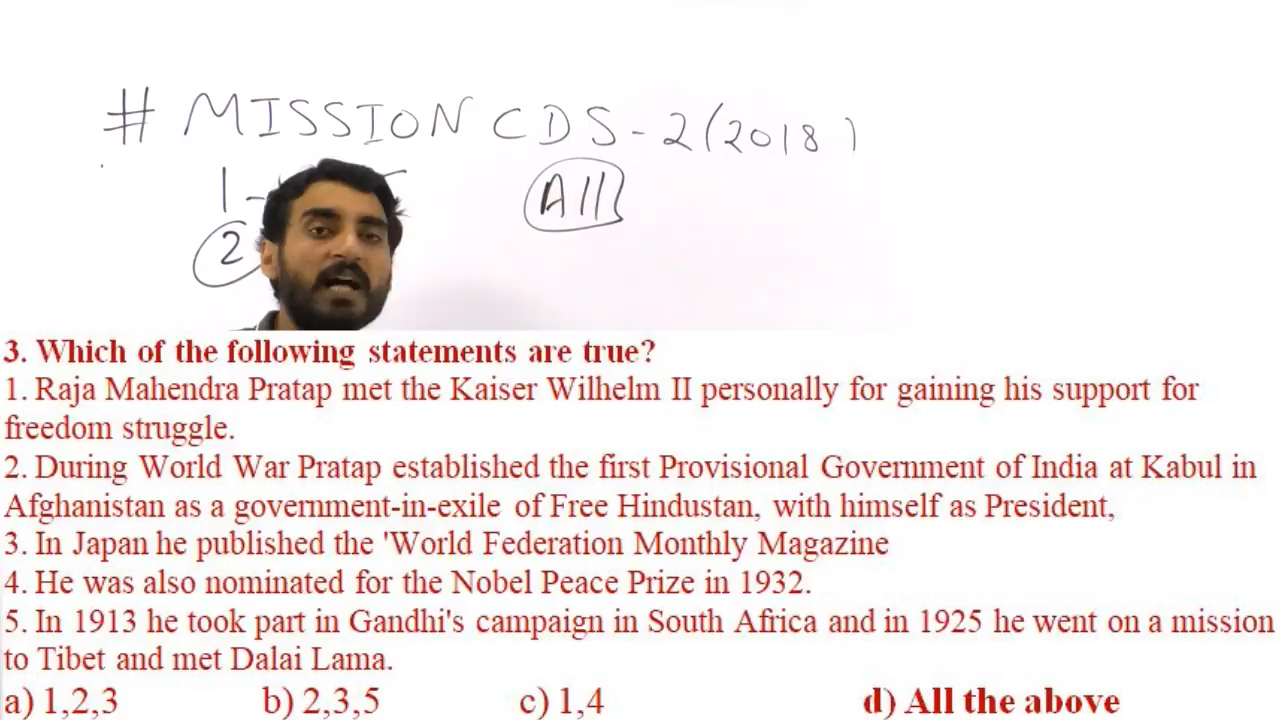 # MISSION CDS-2(2018)
1-
All
2
3. Which of the following statements are true?
1. Raja Mahendra Pratap met the Kaiser Wilhelm II personally for gaining his support for
freedom struggle.
2. During World War Pratap established the first Provisional Government of India at Kabul in
Afghanistan as a government-in-exile of Free Hindustan, with himself as President,
3. In Japan he published the 'World Federation Monthly Magazine
4. He was also nominated for the Nobel Peace Prize in 1932.
5. In 1913 he took part in Gandhi's campaign in South Africa and in 1925 he went on a mission
to Tibet and met Dalai Lama.
a) 1,2,3 b) 2,3,5 c) 1,4 d) All the above